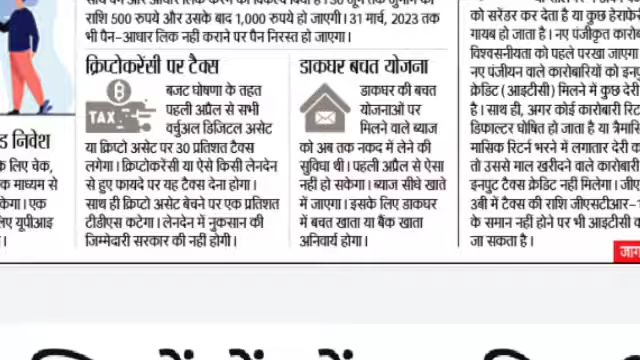 राशि 500 रुपये और उसके बाद 1,000 रुपये हो जाएगी। 31 मार्च, 2023 तक
भी पैन-आधार लिंक नहीं कराने पर पैन निरस्त हो जाएगा।
क्रिप्टोकरेंसी पर टैक्स
बजट घोषणा के तहत
पहली अप्रैल से सभी
TAX
वर्चुअल डिजिटल असेट
या क्रिप्टो असेट पर 30 प्रतिशत टैक्स
लगेगा। क्रिप्टोकरेंसी या ऐसे किसी लेनदेन
से हुए फायदे पर यह टैक्स देना होगा।
साथ ही क्रिप्टो असेट बेचने पर एक प्रतिशत
टीडीएस कटेगा। लेनदेन में नुकसान की
जिम्मेदारी सरकार की नहीं होगी।
डाकघर बचत योजना
डाकघर की बचत
योजनाओं पर
मिलने वाले ब्याज
को अब तक नकद में लेने की
सुविधा थी। पहली अप्रैल से ऐसा
नहीं हो सकेगा। ब्याज सीधे खाते
में जाएगा। इसके लिए डाकघर
में बचत खाता या बैंक खाता
अनिवार्य होगा।
निवेश
के लिए चेक,
क माध्यम से
केगा। एक
लिए यूपीआइ
को सरेंडर कर देता है या कुछ हेराफेरी
गायब हो जाता है। नए पंजीकृत कारोब
विश्वसनीयता को पहले परखा जाएगा
नए पंजीयन वाले कारोबारियों को इनपु
क्रेडिट (आइटीसी) मिलने में कुछ देरी
है। साथ ही, अगर कोई कारोबारी रिट
डिफाल्टर घोषित हो जाता है या त्रैमासि
मासिक रिटर्न भरने में लगातार देरी क
तो उससे माल खरीदने वाले कारोबारी
इनपुट टैक्स क्रेडिट नहीं मिलेगा। जीए
3बी में टैक्स की राशि जीएसटीआर-1
के समान नहीं होने पर भी आइटीसी व
जा सकता है।
जाग